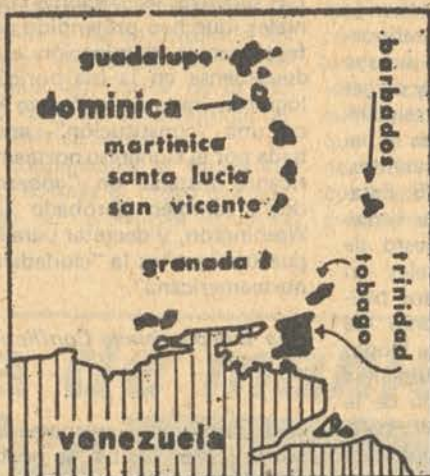 guadalupe
dominica
martinica
santa lucia
san vicente
granada
barbados
trinidad
tobago
venezuela